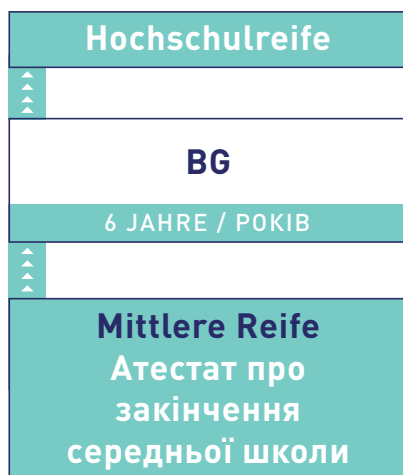 Hochschulreife
BG
6 JAHRE / РОКІВ
Mittlere Reife
Атестат про
закінчення
середньої школи